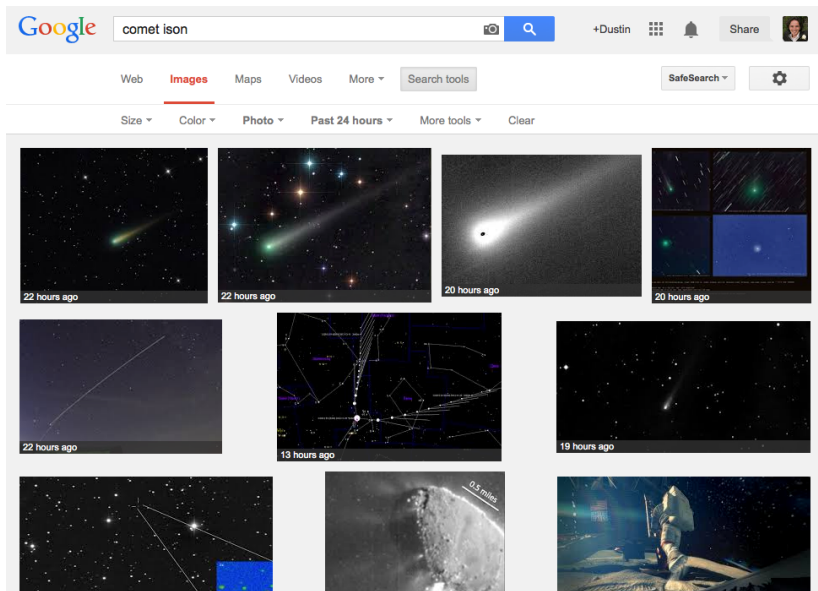 Google comet ison +Dustin Share
Web Images Maps Videos More Search tools SafeSearch
Size Color Photo Past 24 hours More tools Clear
22 hours ago
22 hours ago
20 hours ago
20 hours ago
22 hours ago
13 hours ago
19 hours ago
0.5 miles